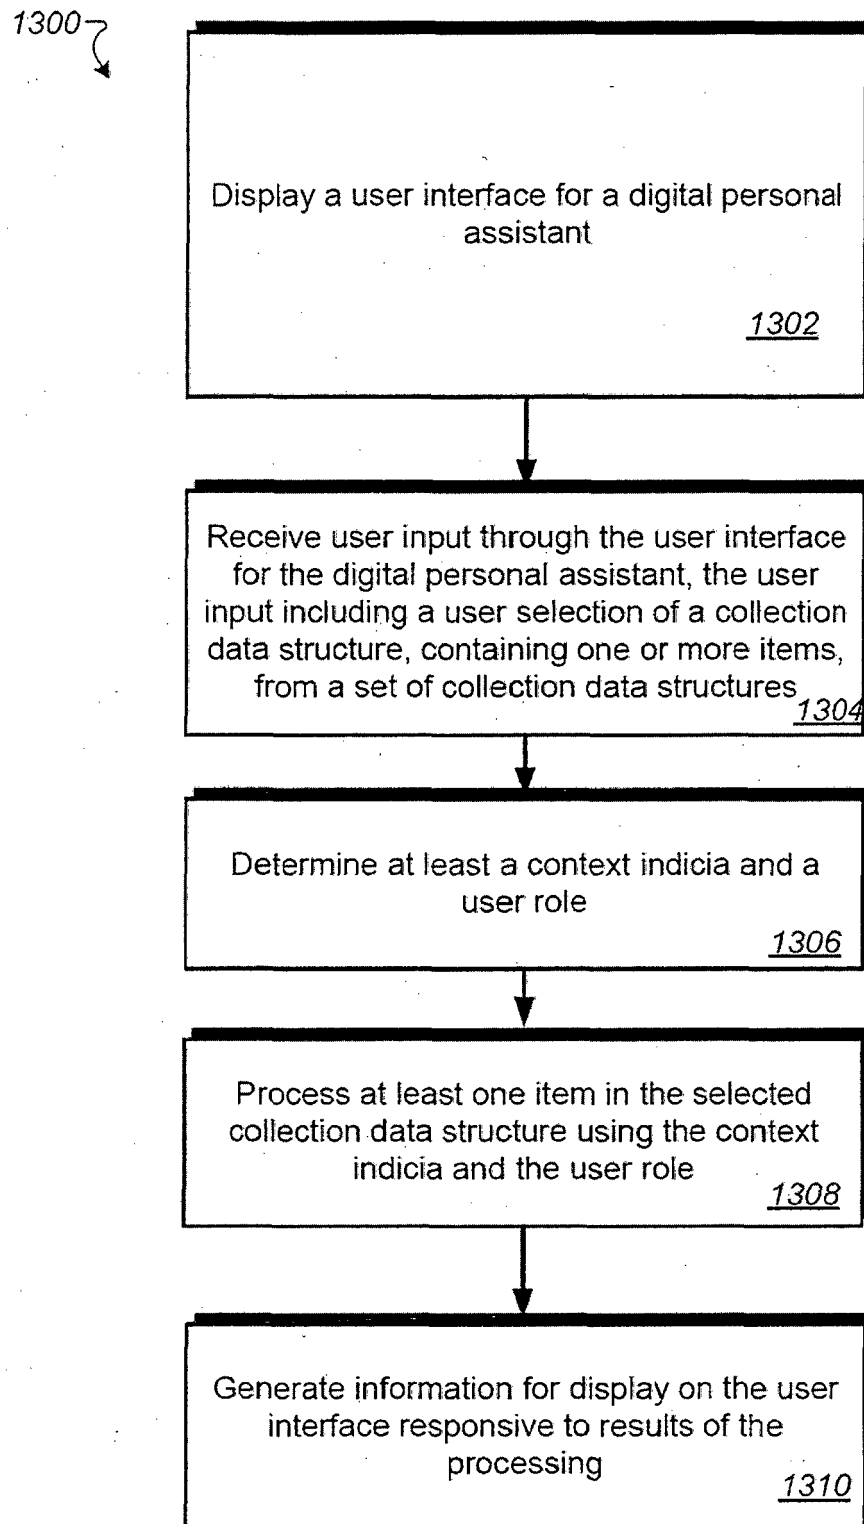 1300
Display a user interface for a digital personal
assistant
1302
Receive user input through the user interface
for the digital personal assistant, the user
input including a user selection of a collection
data structure, containing one or more items,
from a set of collection data structures
1304
Determine at least a context indicia and a
user role
1306
Process at least one item in the selected
collection data structure using the context
indicia and the user role
1308
Generate information for display on the user
interface responsive to results of the
processing
1310